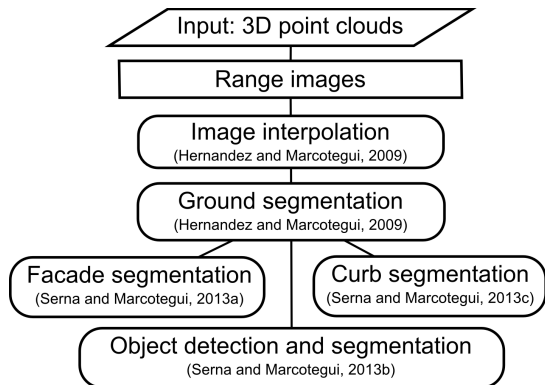 Input: 3D point clouds
Range images
Image interpolation
(Hernandez and Marcotegui, 2009)
Ground segmentation
(Hernandez and Marcotegui, 2009)
Facade segmentation
(Serna and Marcotegui, 2013a)
Curb segmentation
(Serna and Marcotegui, 2013c)
Object detection and segmentation
(Serna and Marcotegui, 2013b)